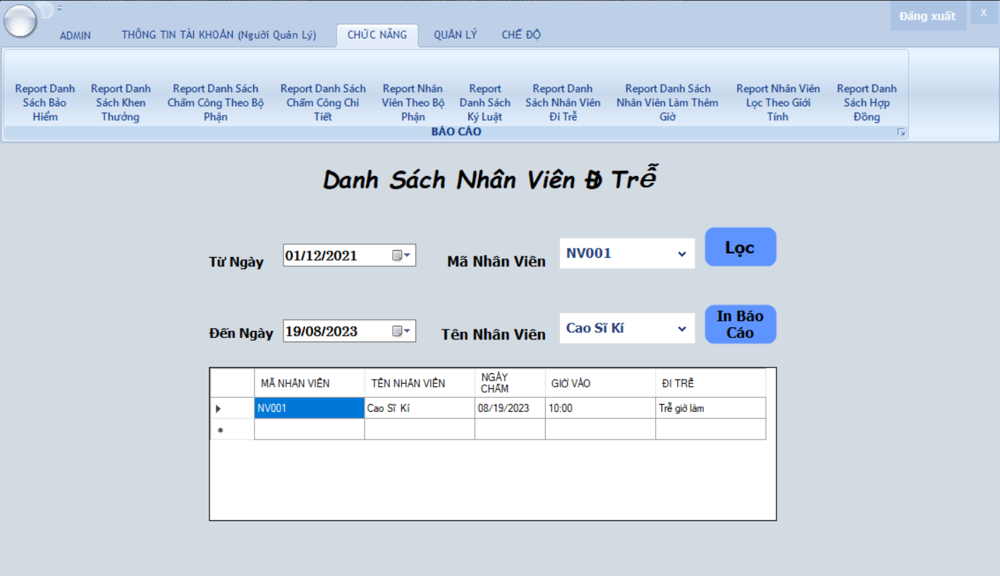 Đăng xuất
X
ADMIN
THÔNG TIN TÀI KHOẢN (Người Quản Lý)
CHỨC NĂNG
QUẢN LÝ
CHẾ ĐỘ
Report Danh
Sách Bảo
Hiểm
Report Danh
Sách Khen
Thưởng
Report Danh Sách
Chấm Công Theo Bộ
Phận
Report Danh Sách
Chấm Công Chi
Tiết
Report Nhân
Viên Theo Bộ
Phận
Report
Danh Sách
Ký Luật
Report Danh
Sách Nhân Viên
Đi Trễ
Report Danh Sách
Nhân Viên Làm Thêm
Giờ
Report Nhân Viên
Lọc Theo Giới
Tính
Report Danh
Sách Hợp
Đồng
BÁO CÁO
Danh Sách Nhân Viên Đi Trễ
Từ Ngày
01/12/2021
Mã Nhân Viên
NV001
Lọc
Đến Ngày
19/08/2023
Tên Nhân Viên
Cao Sĩ Kí
In Báo
Cáo
MÃ NHÂN VIÊN
TÊN NHÂN VIÊN
NGÀY
CHẤM
GIỜ VÀO
ĐI TRỄ
NV001
Cao Sĩ Kí
08/19/2023
10:00
Trễ giờ làm